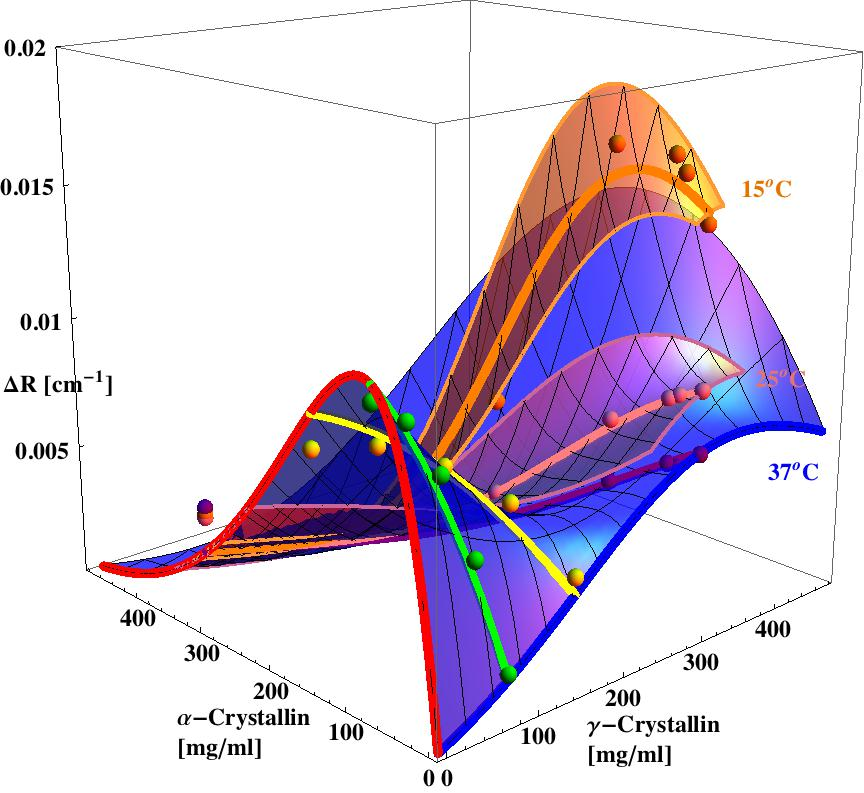 0.02
0.015
15°C
0.01
ΔR [cm⁻¹]
25°C
0.005
37°C
400
300
200
100
α−Crystallin
[mg/ml]
0 0
100
200
300
400
γ−Crystallin
[mg/ml]